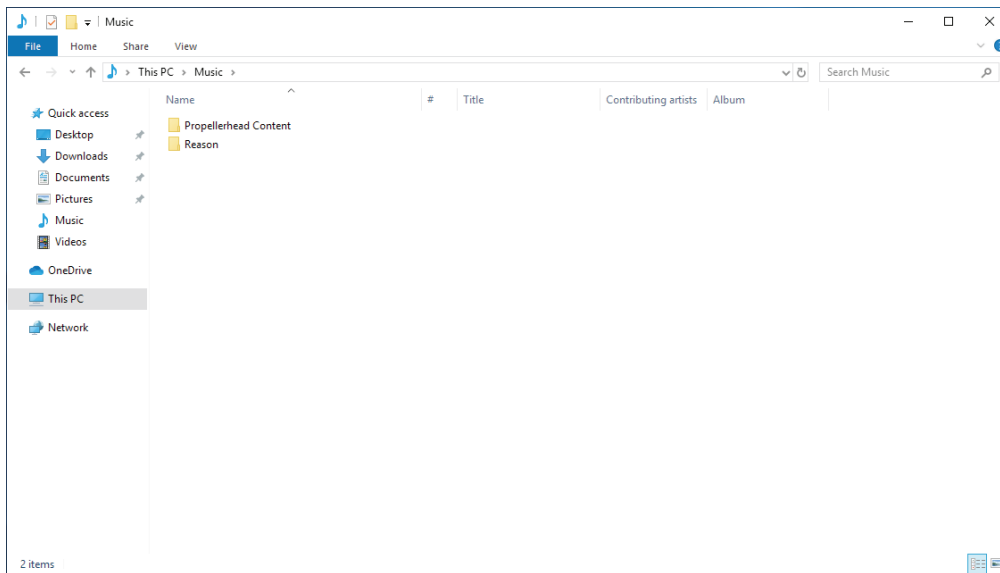 Music
File Home Share View
This PC Music Search Music
Name # Title Contributing artists Album
Quick access
Desktop
Downloads
Documents
Pictures
Music
Videos
OneDrive
This PC
Network
Propellerhead Content
Reason
2 items